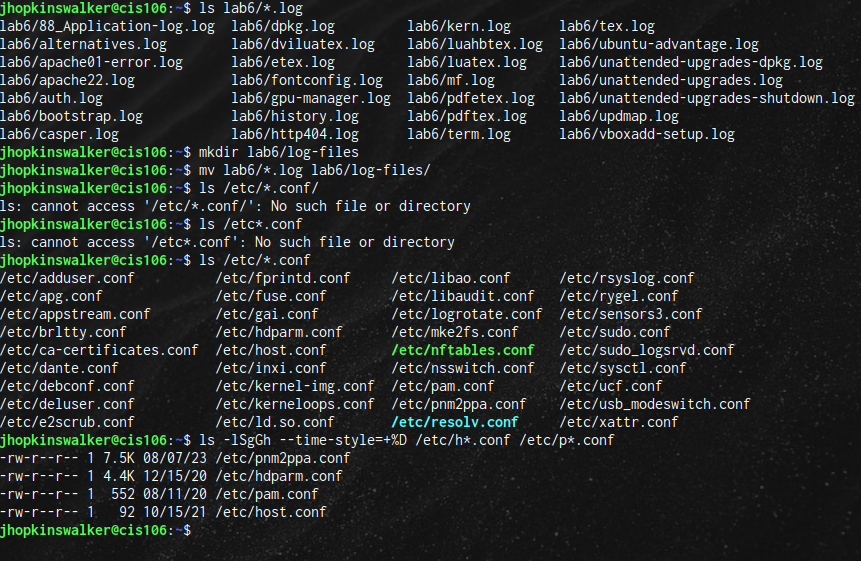 jhopkinswalker@cis106:~$ ls lab6/*.log
lab6/88_Application-log.log  lab6/dpkg.log         lab6/kern.log      lab6/tex.log
lab6/alternatives.log        lab6/dviluatex.log    lab6/luahbtex.log  lab6/ubuntu-advantage.log
lab6/apache01-error.log      lab6/etex.log         lab6/luatex.log    lab6/unattended-upgrades-dpkg.log
lab6/apache22.log            lab6/fontconfig.log   lab6/mf.log        lab6/unattended-upgrades.log
lab6/auth.log                lab6/gpu-manager.log  lab6/pdfetex.log   lab6/unattended-upgrades-shutdown.log
lab6/bootstrap.log           lab6/history.log      lab6/pdftex.log    lab6/updmap.log
lab6/casper.log              lab6/http404.log      lab6/term.log      lab6/vboxadd-setup.log
jhopkinswalker@cis106:~$ mkdir lab6/log-files
jhopkinswalker@cis106:~$ mv lab6/*.log lab6/log-files/
jhopkinswalker@cis106:~$ ls /etc/*.conf/
ls: cannot access '/etc/*.conf/': No such file or directory
jhopkinswalker@cis106:~$ ls /etc*.conf
ls: cannot access '/etc*.conf': No such file or directory
jhopkinswalker@cis106:~$ ls /etc/*.conf
/etc/adduser.conf          /etc/fprintd.conf     /etc/libao.conf      /etc/rsyslog.conf
/etc/apg.conf              /etc/fuse.conf        /etc/libaudit.conf   /etc/rygel.conf
/etc/appstream.conf        /etc/gai.conf         /etc/logrotate.conf  /etc/sensors3.conf
/etc/brltty.conf           /etc/hdparm.conf      /etc/mke2fs.conf     /etc/sudo.conf
/etc/ca-certificates.conf  /etc/host.conf        /etc/nftables.conf   /etc/sudo_logsrvd.conf
/etc/dante.conf            /etc/inxi.conf        /etc/nsswitch.conf   /etc/sysctl.conf
/etc/debconf.conf          /etc/kernel-img.conf  /etc/pam.conf        /etc/ucf.conf
/etc/deluser.conf          /etc/kerneloops.conf  /etc/pnm2ppa.conf    /etc/usb_modeswitch.conf
/etc/e2scrub.conf          /etc/ld.so.conf       /etc/resolv.conf     /etc/xattr.conf
jhopkinswalker@cis106:~$ ls -lSgGh --time-style=+%D /etc/h*.conf /etc/p*.conf
-rw-r--r-- 1 7.5K 08/07/23 /etc/pnm2ppa.conf
-rw-r--r-- 1 4.4K 12/15/20 /etc/hdparm.conf
-rw-r--r-- 1  552 08/11/20 /etc/pam.conf
-rw-r--r-- 1   92 10/15/21 /etc/host.conf
jhopkinswalker@cis106:~$